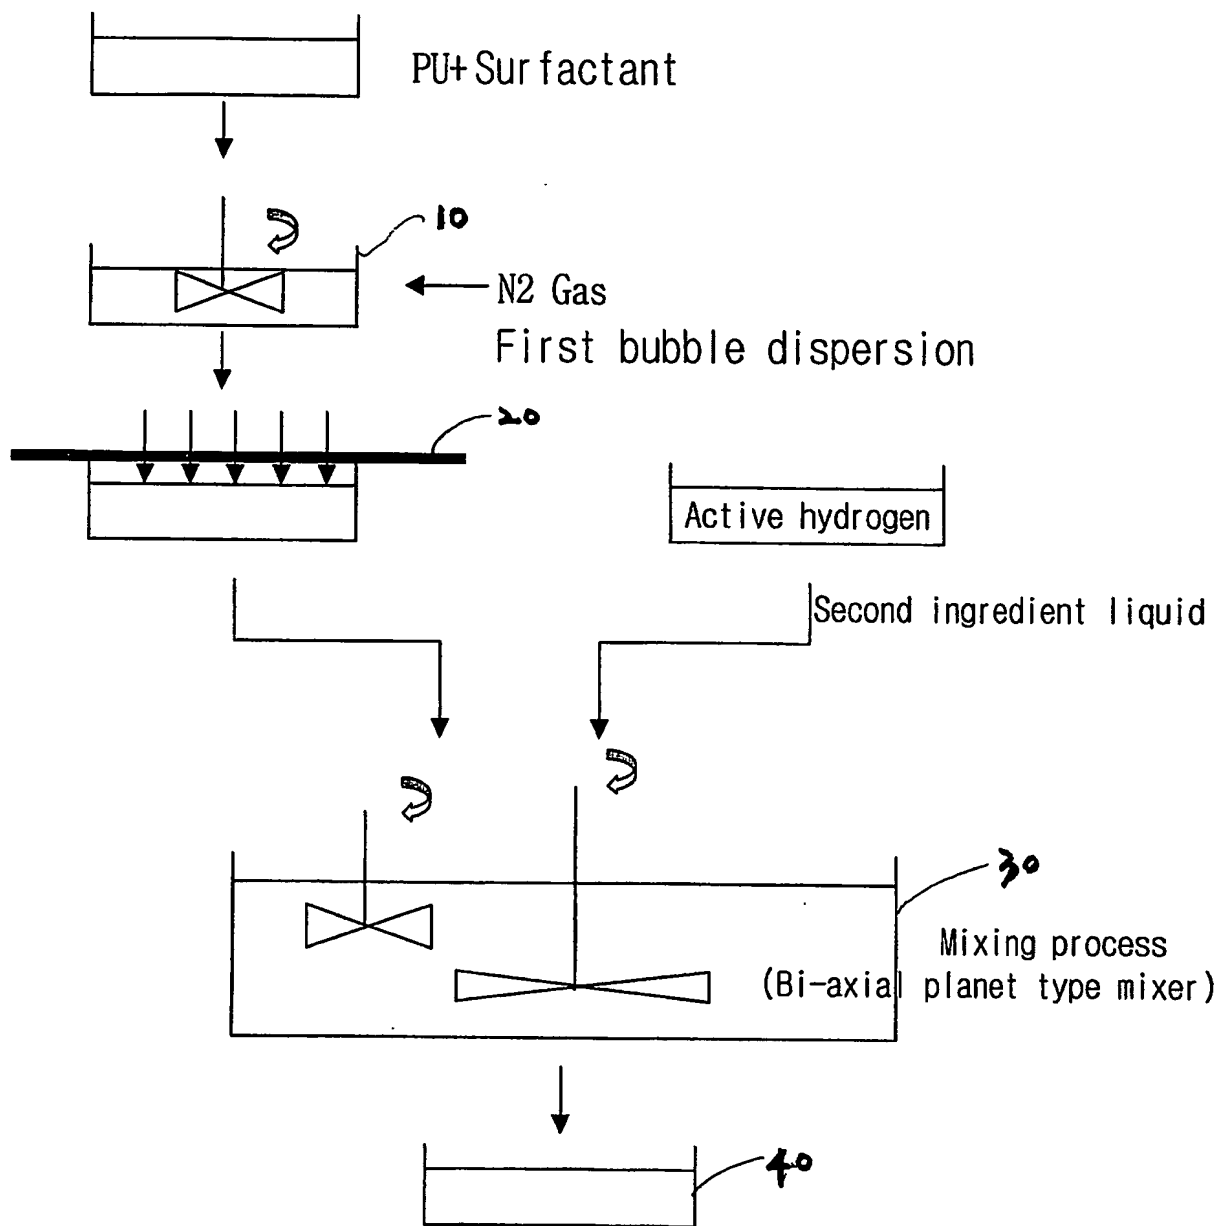 PU+Surfactant
10
N2 Gas
First bubble dispersion
20
Active hydrogen
Second ingredient liquid
30
Mixing process
(Bi-axial planet type mixer)
40